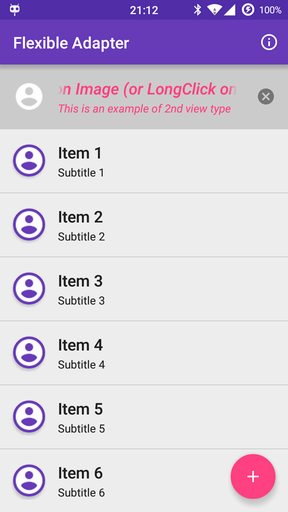 21:12
100%
Flexible Adapter
on Image (or LongClick on
This is an example of 2nd view type
Item 1
Subtitle 1
Item 2
Subtitle 2
Item 3
Subtitle 3
Item 4
Subtitle 4
Item 5
Subtitle 5
Item 6
Subtitle 6
+